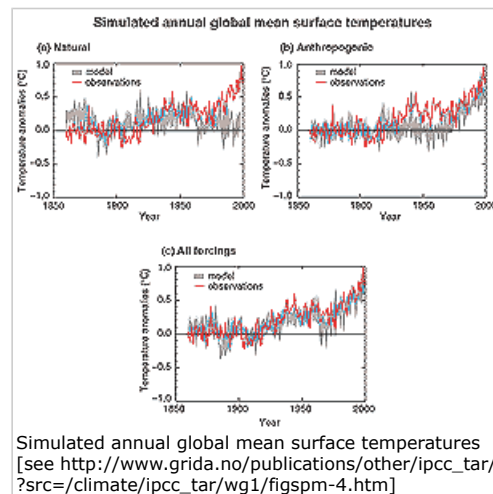 Simulated annual global mean surface temperatures
(a) Natural
Temperature anomalies (°C)
1.0
0.5
0.0
−0.5
−1.0
model
observations
1850
1900
1950
2000
Year
(b) Anthropogenic
Temperature anomalies (°C)
1.0
0.5
0.0
−0.5
−1.0
model
observations
1850
1900
1950
2000
Year
(c) All forcings
Temperature anomalies (°C)
1.0
0.5
0.0
−0.5
−1.0
model
observations
1850
1900
1950
2000
Year
Simulated annual global mean surface temperatures
[see http://www.grida.no/publications/other/ipcc_tar/
?src=/climate/ipcc_tar/wg1/figspm-4.htm]